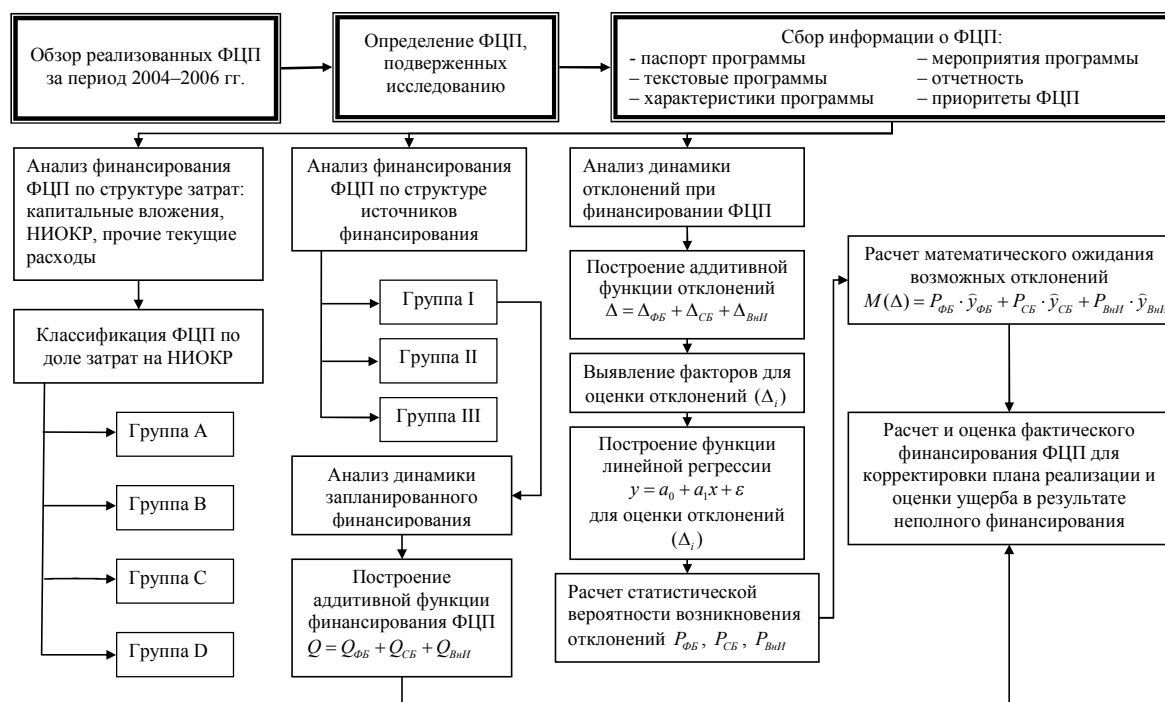 Обзор реализованных ФЦП
за период 2004–2006 гг.
Определение ФЦП,
подверженных
исследованию
Сбор информации о ФЦП:
- паспорт программы
– текстовые программы
– характеристики программы
– мероприятия программы
– отчетность
– приоритеты ФЦП
Анализ финансирования
ФЦП по структуре затрат:
капитальные вложения,
НИОКР, прочие текущие
расходы
Классификация ФЦП по
доле затрат на НИОКР
Группа A
Группа B
Группа C
Группа D
Анализ финансирования
ФЦП по структуре
источников
финансирования
Группа I
Группа II
Группа III
Анализ динамики
запланированного
финансирования
Построение
аддитивной функции
финансирования ФЦП
Q = Q_ФБ + Q_СБ + Q_ВнИ
Анализ динамики
отклонений при
финансировании ФЦП
Построение аддитивной
функции отклонений
Δ = Δ_ФБ + Δ_СБ + Δ_ВнИ
Выявление факторов для
оценки отклонений (Δ_i)
Построение функции
линейной регрессии
y = a_0 + a_1x + ε
для оценки отклонений
(Δ_i)
Расчет статистической
вероятности возникновения
отклонений P_ФБ , P_СБ , P_ВнИ
Расчет математического ожидания
возможных отклонений
M(Δ) = P_ФБ · ŷ_ФБ + P_СБ · ŷ_СБ + P_ВнИ · ŷ_ВнИ
Расчет и оценка фактического
финансирования ФЦП для
корректировки плана реализации и
оценки ущерба в результате
неполного финансирования